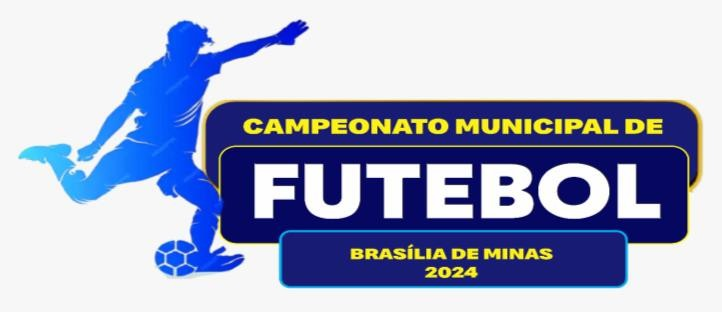 CAMPEONATO MUNICIPAL DE
FUTEBOL
BRASÍLIA DE MINAS
2024